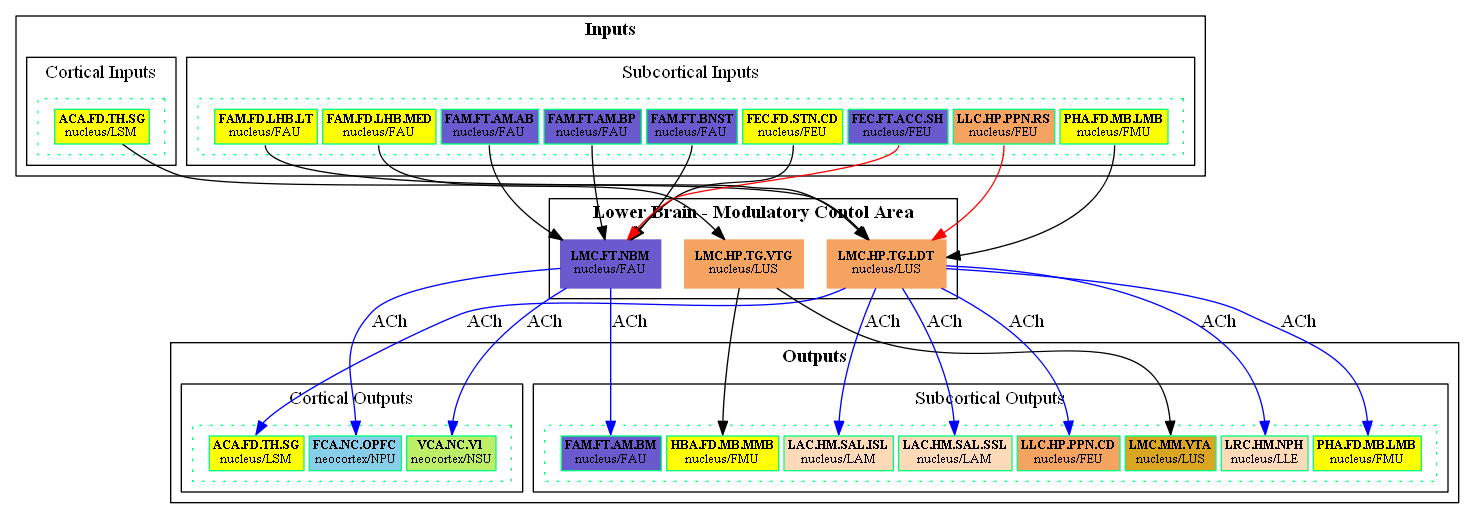 Inputs
Cortical Inputs
Subcortical Inputs
ACA.FD.TH.SG
nucleus/LSM
FAM.FD.LHB.LT
nucleus/FAU
FAM.FD.LHB.MED
nucleus/FAU
FAM.FT.AM.AB
nucleus/FAU
FAM.FT.AM.BP
nucleus/FAU
FAM.FT.BNST
nucleus/FAU
FEC.FD.STN.CD
nucleus/FEU
FEC.FT.ACC.SH
nucleus/FEU
LLC.HP.PPN.RS
nucleus/FEU
PHA.FD.MB.LMB
nucleus/FMU
Lower Brain - Modulatory Contol Area
LMC.FT.NBM
nucleus/FAU
LMC.HP.TG.VTG
nucleus/LUS
LMC.HP.TG.LDT
nucleus/LUS
ACh
ACh
ACh
ACh
ACh
ACh
ACh
ACh
ACh
Outputs
Cortical Outputs
Subcortical Outputs
ACA.FD.TH.SG
nucleus/LSM
FCA.NC.OPFC
neocortex/NPU
VCA.NC.V1
neocortex/NSU
FAM.FT.AM.BM
nucleus/FAU
HBA.FD.MB.MMB
nucleus/FMU
LAC.HM.SAL.ISL
nucleus/LAM
LAC.HM.SAL.SSL
nucleus/LAM
LLC.HP.PPN.CD
nucleus/FEU
LMC.MM.VTA
nucleus/LUS
LRC.HM.NPH
nucleus/LLE
PHA.FD.MB.LMB
nucleus/FMU